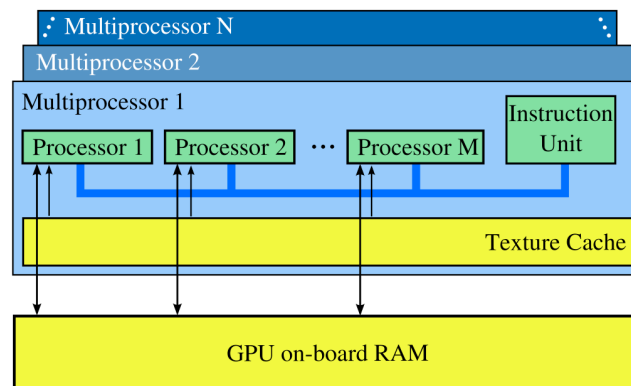 Multiprocessor N
Multiprocessor 2
Multiprocessor 1
Instruction
Unit
Processor 1
Processor 2
...
Processor M
Texture Cache
GPU on-board RAM